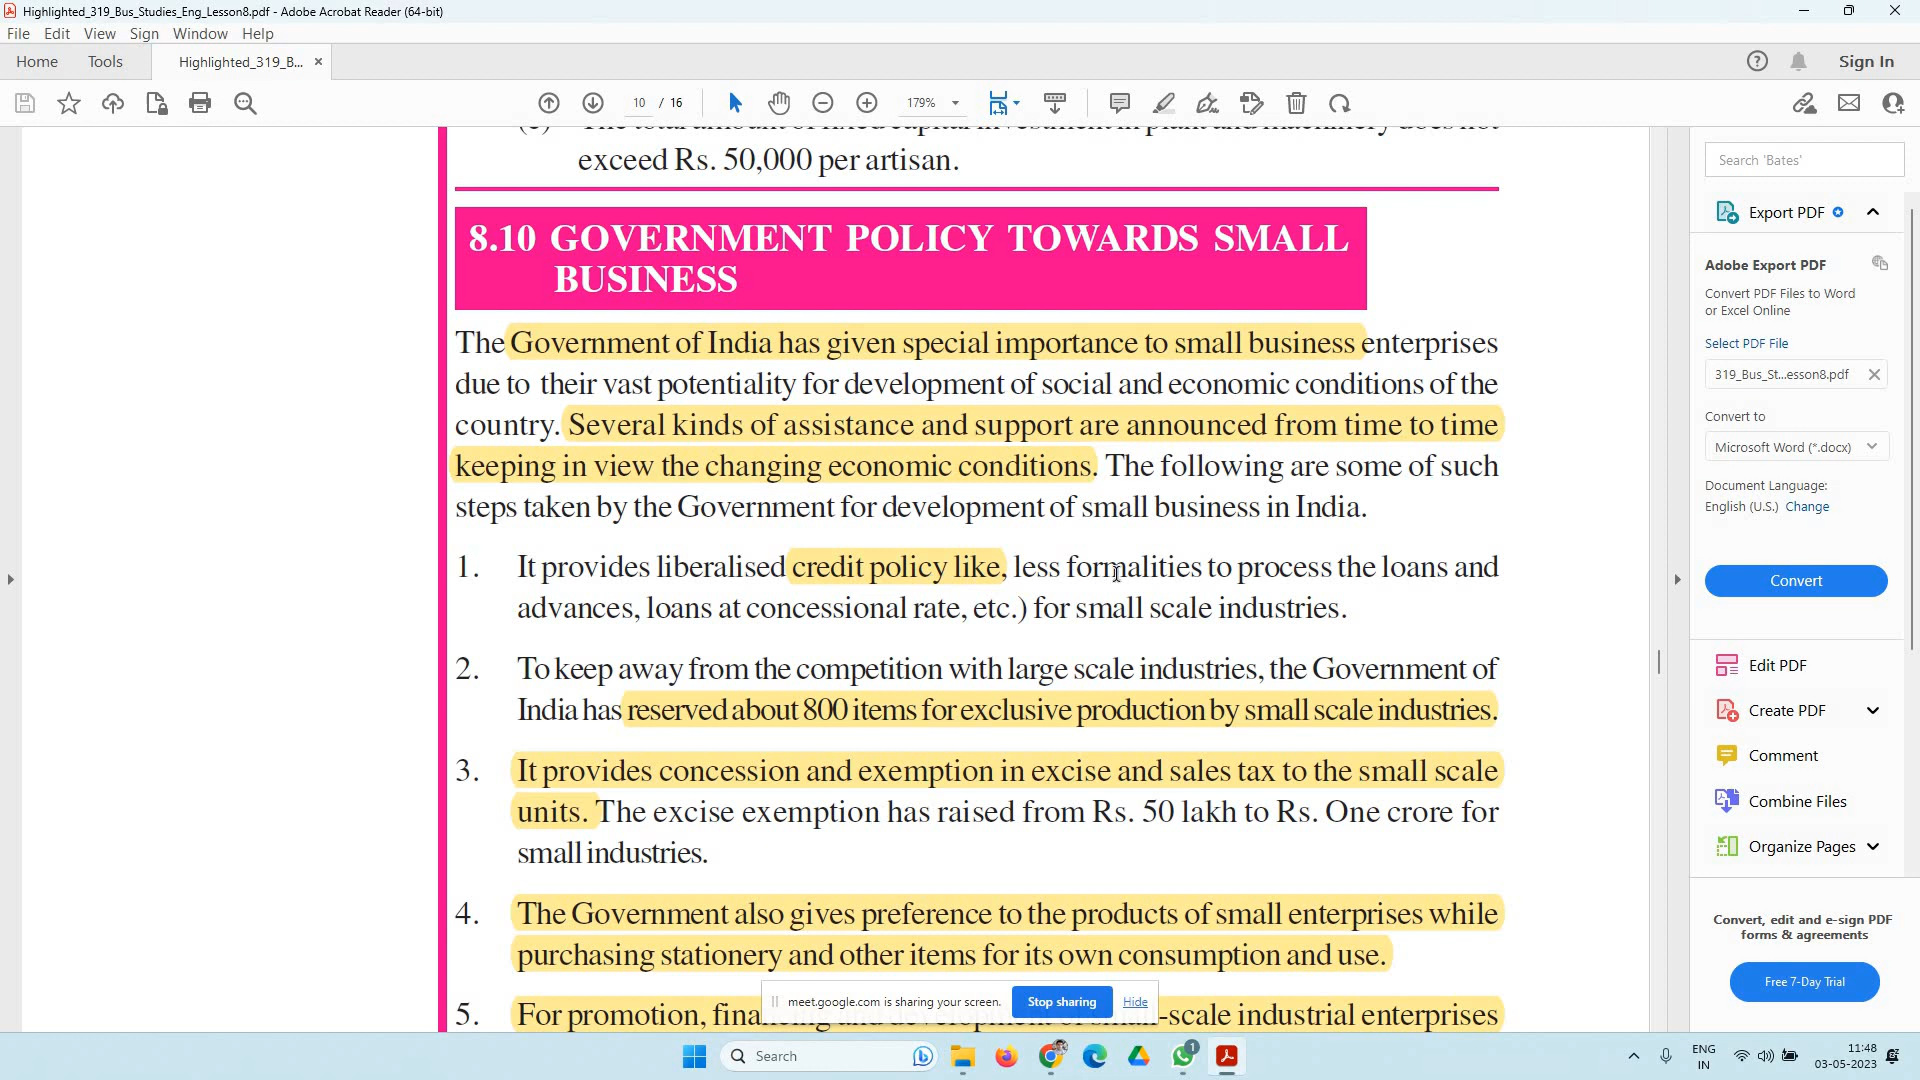 Highlighted_319_Bus_Studies_Eng_Lesson8.pdf - Adobe Acrobat Reader (64-bit)
File Edit View Sign Window Help
Home Tools Highlighted_319_B... × Sign In
10 / 16 179%
exceed Rs. 50,000 per artisan.
8.10 GOVERNMENT POLICY TOWARDS SMALL
BUSINESS
The Government of India has given special importance to small business enterprises
due to their vast potentiality for development of social and economic conditions of the
country. Several kinds of assistance and support are announced from time to time
keeping in view the changing economic conditions. The following are some of such
steps taken by the Government for development of small business in India.
1. It provides liberalised credit policy like, less formalities to process the loans and
advances, loans at concessional rate, etc.) for small scale industries.
2. To keep away from the competition with large scale industries, the Government of
India has reserved about 800 items for exclusive production by small scale industries.
3. It provides concession and exemption in excise and sales tax to the small scale
units. The excise exemption has raised from Rs. 50 lakh to Rs. One crore for
small industries.
4. The Government also gives preference to the products of small enterprises while
purchasing stationery and other items for its own consumption and use.
5. For promotion, -scale industrial enterprises
meet.google.com is sharing your screen. Stop sharing Hide
Search 'Bates'
Export PDF
Adobe Export PDF
Convert PDF Files to Word
or Excel Online
Select PDF File
319_Bus_St...esson8.pdf
Convert to
Microsoft Word (*.docx)
Document Language:
English (U.S.) Change
Convert
Edit PDF
Create PDF
Comment
Combine Files
Organize Pages
Convert, edit and e-sign PDF
forms & agreements
Free 7-Day Trial
Search
1
ENG
IN
11:48
03-05-2023